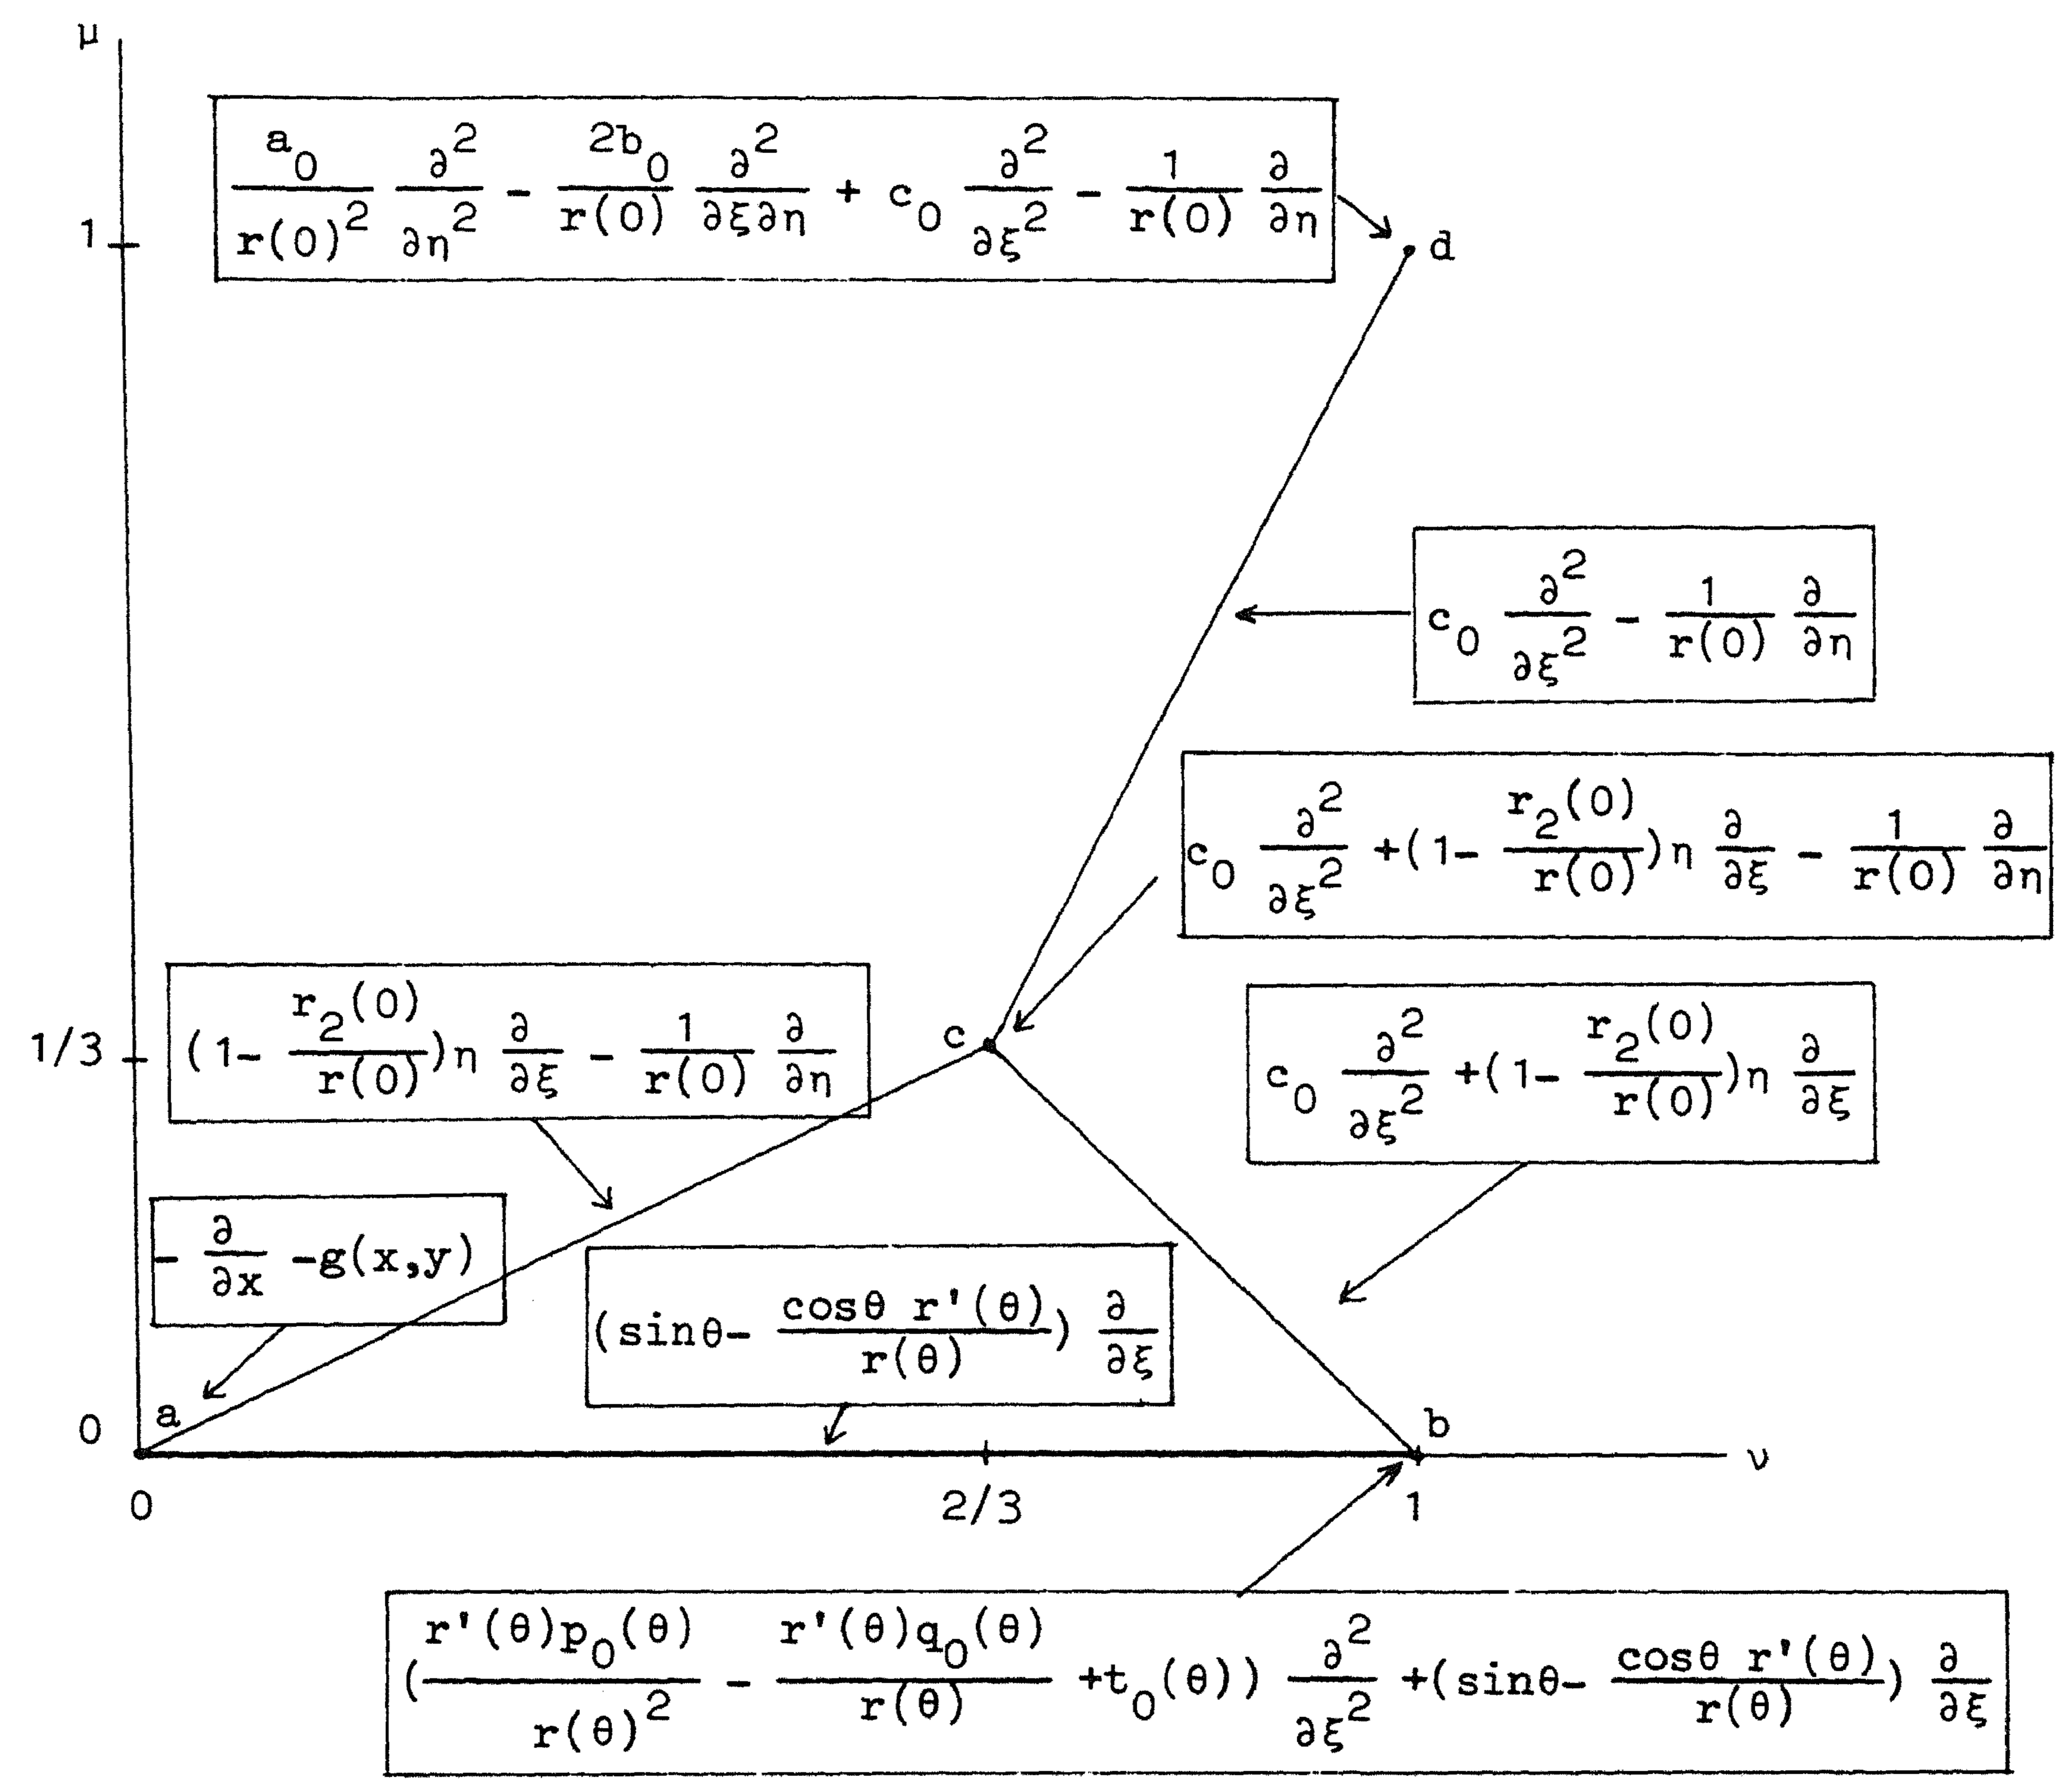 μ
a₀/r(0)² ∂²/∂η² - 2b₀/r(0) ∂²/∂ξ∂η + c₀ ∂²/∂ξ² - 1/r(0) ∂/∂η
1
d
c₀ ∂²/∂ξ² - 1/r(0) ∂/∂η
c₀ ∂²/∂ξ² +(1- r₂(0)/r(0))η ∂/∂ξ - 1/r(0) ∂/∂η
1/3
(1- r₂(0)/r(0))η ∂/∂ξ - 1/r(0) ∂/∂η
c
c₀ ∂²/∂ξ² +(1- r₂(0)/r(0))η ∂/∂ξ
- ∂/∂x -g(x,y)
(sinθ- cosθ r'(θ)/r(θ)) ∂/∂ξ
0
a
b
ν
0
2/3
1
(r'(θ)p₀(θ)/r(θ)² - r'(θ)q₀(θ)/r(θ) +t₀(θ)) ∂²/∂ξ² +(sinθ- cosθ r'(θ)/r(θ)) ∂/∂ξ